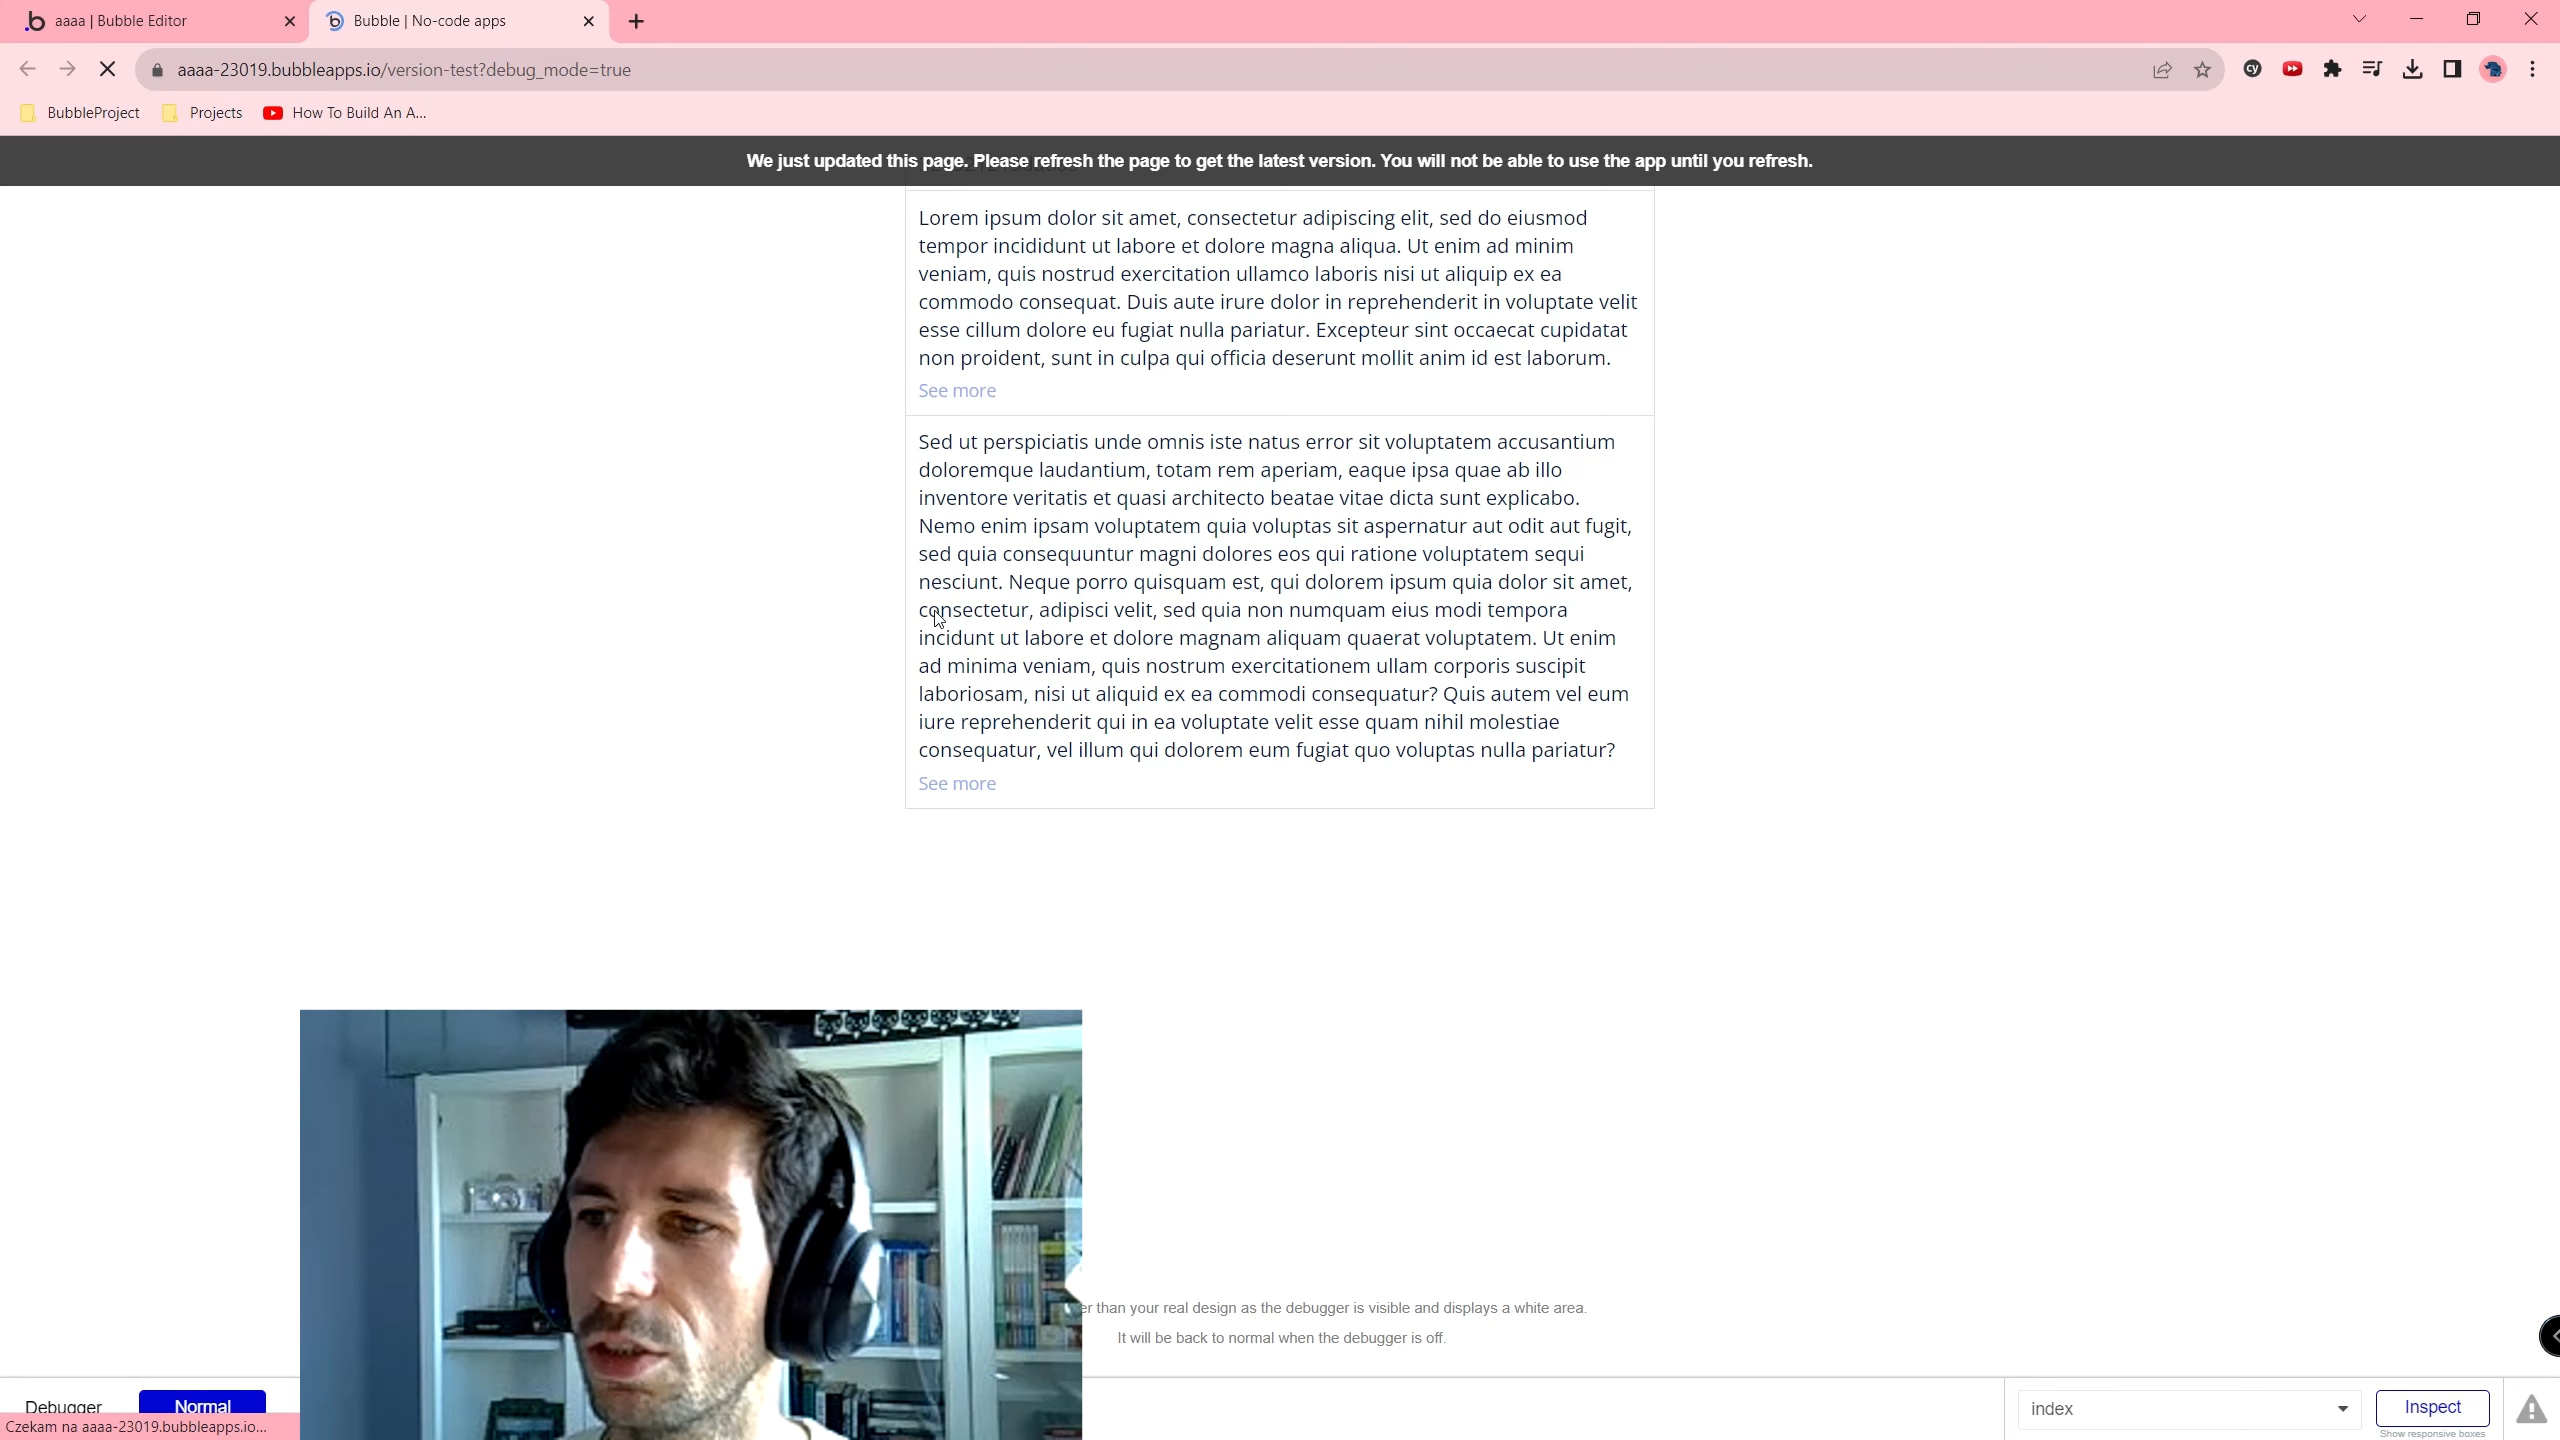 aaaa | Bubble Editor
Bubble | No-code apps
aaaa-23019.bubbleapps.io/version-test?debug_mode=true
cy
BubbleProject
Projects
How To Build An A...
We just updated this page. Please refresh the page to get the latest version. You will not be able to use the app until you refresh.
Lorem ipsum dolor sit amet, consectetur adipiscing elit, sed do eiusmod
tempor incididunt ut labore et dolore magna aliqua. Ut enim ad minim
veniam, quis nostrud exercitation ullamco laboris nisi ut aliquip ex ea
commodo consequat. Duis aute irure dolor in reprehenderit in voluptate velit
esse cillum dolore eu fugiat nulla pariatur. Excepteur sint occaecat cupidatat
non proident, sunt in culpa qui officia deserunt mollit anim id est laborum.
See more
Sed ut perspiciatis unde omnis iste natus error sit voluptatem accusantium
doloremque laudantium, totam rem aperiam, eaque ipsa quae ab illo
inventore veritatis et quasi architecto beatae vitae dicta sunt explicabo.
Nemo enim ipsam voluptatem quia voluptas sit aspernatur aut odit aut fugit,
sed quia consequuntur magni dolores eos qui ratione voluptatem sequi
nesciunt. Neque porro quisquam est, qui dolorem ipsum quia dolor sit amet,
consectetur, adipisci velit, sed quia non numquam eius modi tempora
incidunt ut labore et dolore magnam aliquam quaerat voluptatem. Ut enim
ad minima veniam, quis nostrum exercitationem ullam corporis suscipit
laboriosam, nisi ut aliquid ex ea commodi consequatur? Quis autem vel eum
iure reprehenderit qui in ea voluptate velit esse quam nihil molestiae
consequatur, vel illum qui dolorem eum fugiat quo voluptas nulla pariatur?
See more
than your real design as the debugger is visible and displays a white area.
It will be back to normal when the debugger is off.
Debugger
Normal
index
Inspect
Show responsive boxes
Czekam na aaaa-23019.bubbleapps.io...